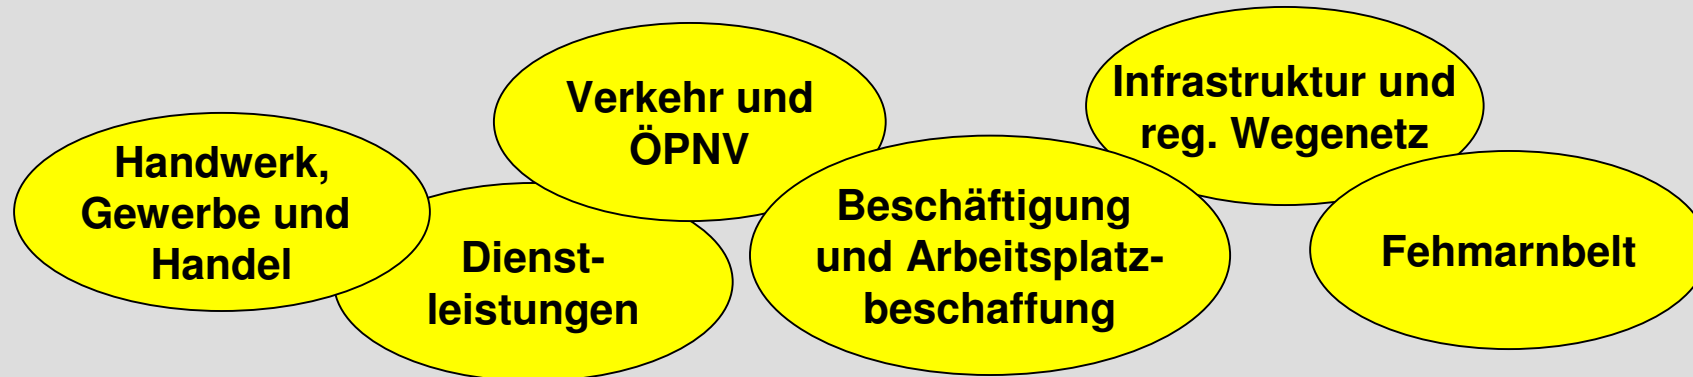 Handwerk,
Gewerbe und
Handel
Dienst-
leistungen
Verkehr und
ÖPNV
Beschäftigung
und Arbeitsplatz-
beschaffung
Infrastruktur und
reg. Wegenetz
Fehmarnbelt